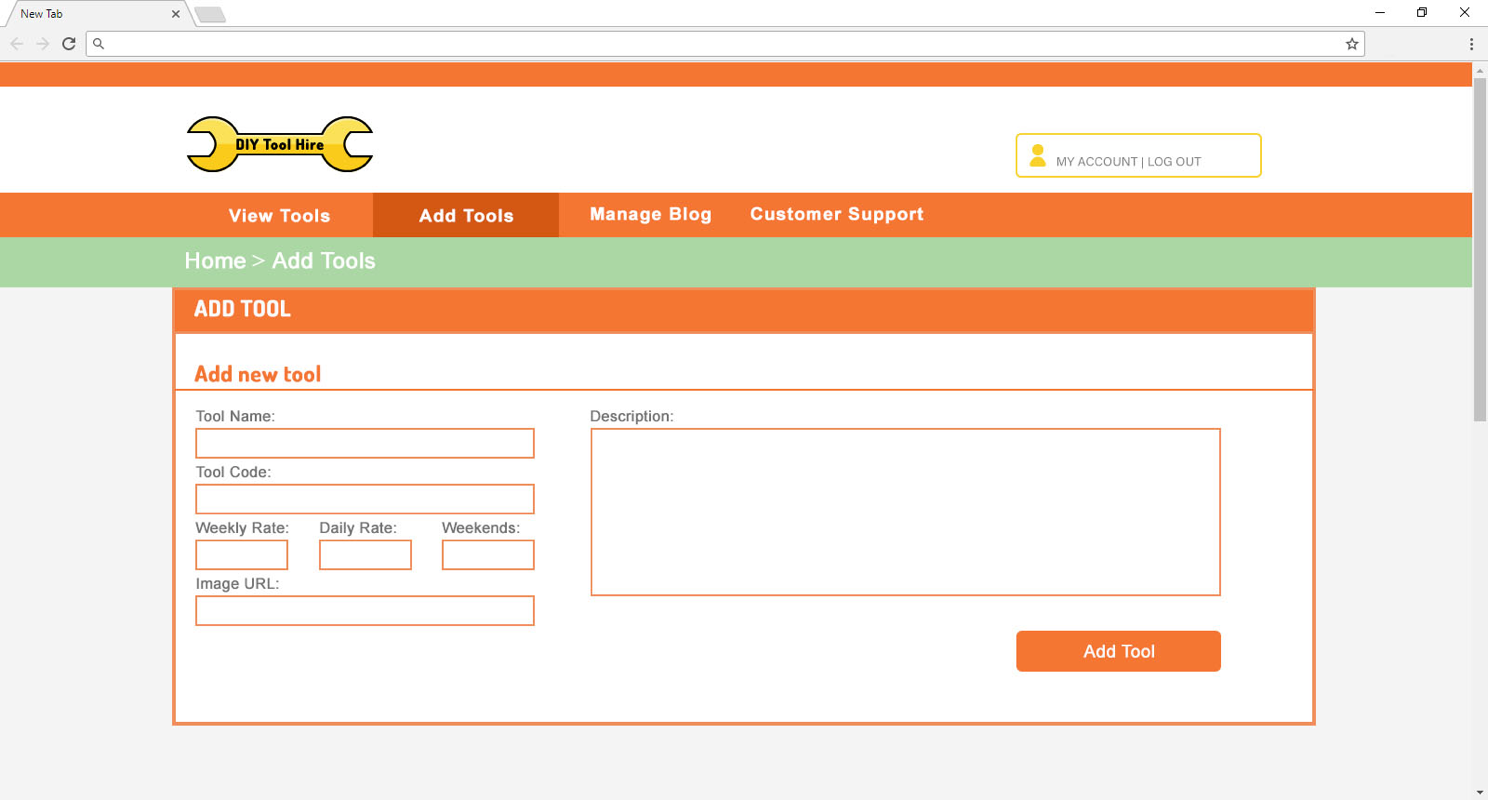 New Tab
DIY Tool Hire
MY ACCOUNT | LOG OUT
View Tools Add Tools Manage Blog Customer Support
Home > Add Tools
ADD TOOL
Add new tool
Tool Name:
Description:
Tool Code:
Weekly Rate: Daily Rate: Weekends:
Image URL:
Add Tool